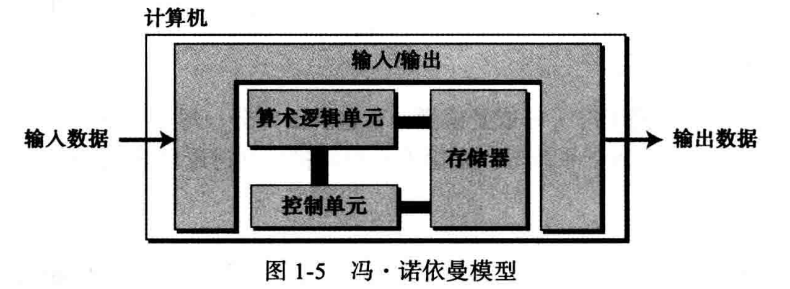 计算机
输入/输出
算术逻辑单元
输入数据
输出数据
存储器
控制单元
图 1-5 冯·诺依曼模型